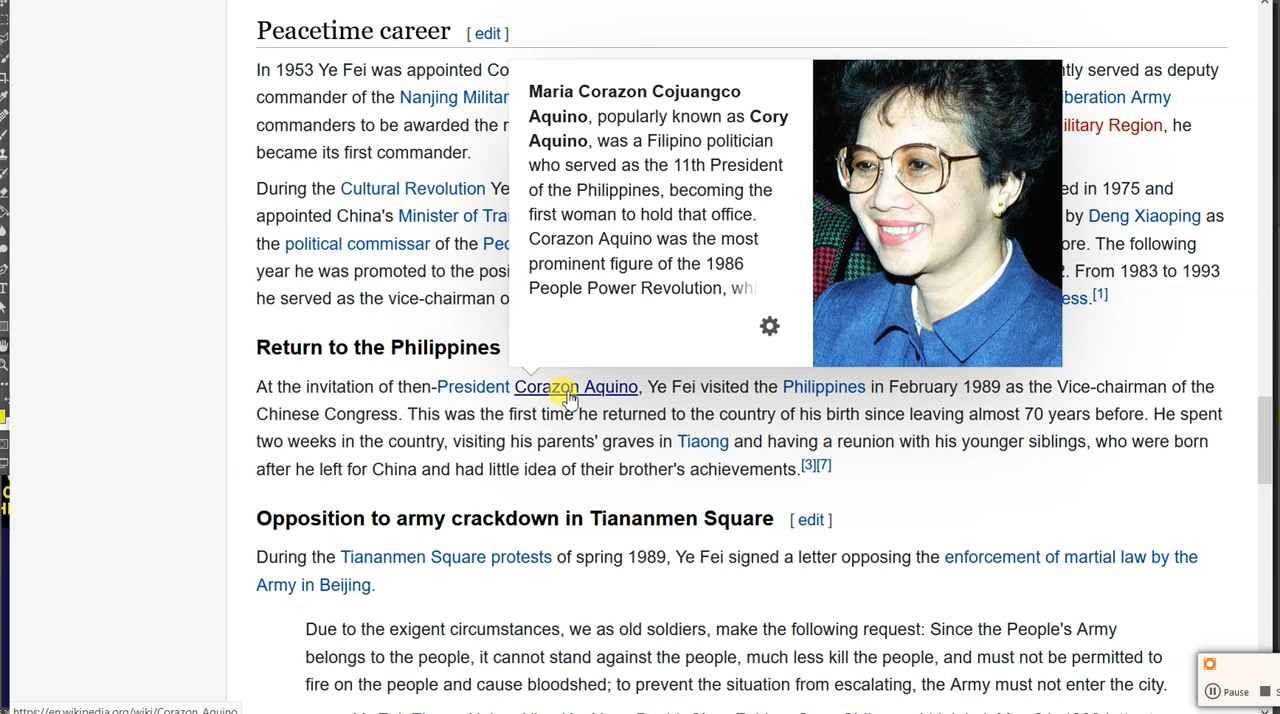 Peacetime career [ edit ]
In 1953 Ye Fei was appointed Co
tly served as deputy
commander of the Nanjing Militar
iberation Army
commanders to be awarded the r
ilitary Region, he
became its first commander.
During the Cultural Revolution Ye
ed in 1975 and
appointed China's Minister of Tra
by Deng Xiaoping as
the political commissar of the Peo
ore. The following
year he was promoted to the posi
. From 1983 to 1993
he served as the vice-chairman o
ess.[1]
Maria Corazon Cojuangco
Aquino, popularly known as Cory
Aquino, was a Filipino politician
who served as the 11th President
of the Philippines, becoming the
first woman to hold that office.
Corazon Aquino was the most
prominent figure of the 1986
People Power Revolution, whi
Return to the Philippines
At the invitation of then-President Corazon Aquino, Ye Fei visited the Philippines in February 1989 as the Vice-chairman of the
Chinese Congress. This was the first time he returned to the country of his birth since leaving almost 70 years before. He spent
two weeks in the country, visiting his parents' graves in Tiaong and having a reunion with his younger siblings, who were born
after he left for China and had little idea of their brother's achievements.[3][7]
Opposition to army crackdown in Tiananmen Square [ edit ]
During the Tiananmen Square protests of spring 1989, Ye Fei signed a letter opposing the enforcement of martial law by the
Army in Beijing.
Due to the exigent circumstances, we as old soldiers, make the following request: Since the People's Army
belongs to the people, it cannot stand against the people, much less kill the people, and must not be permitted to
fire on the people and cause bloodshed; to prevent the situation from escalating, the Army must not enter the city.
Pause
https://en.wikipedia.org/wiki/Corazon_Aquino